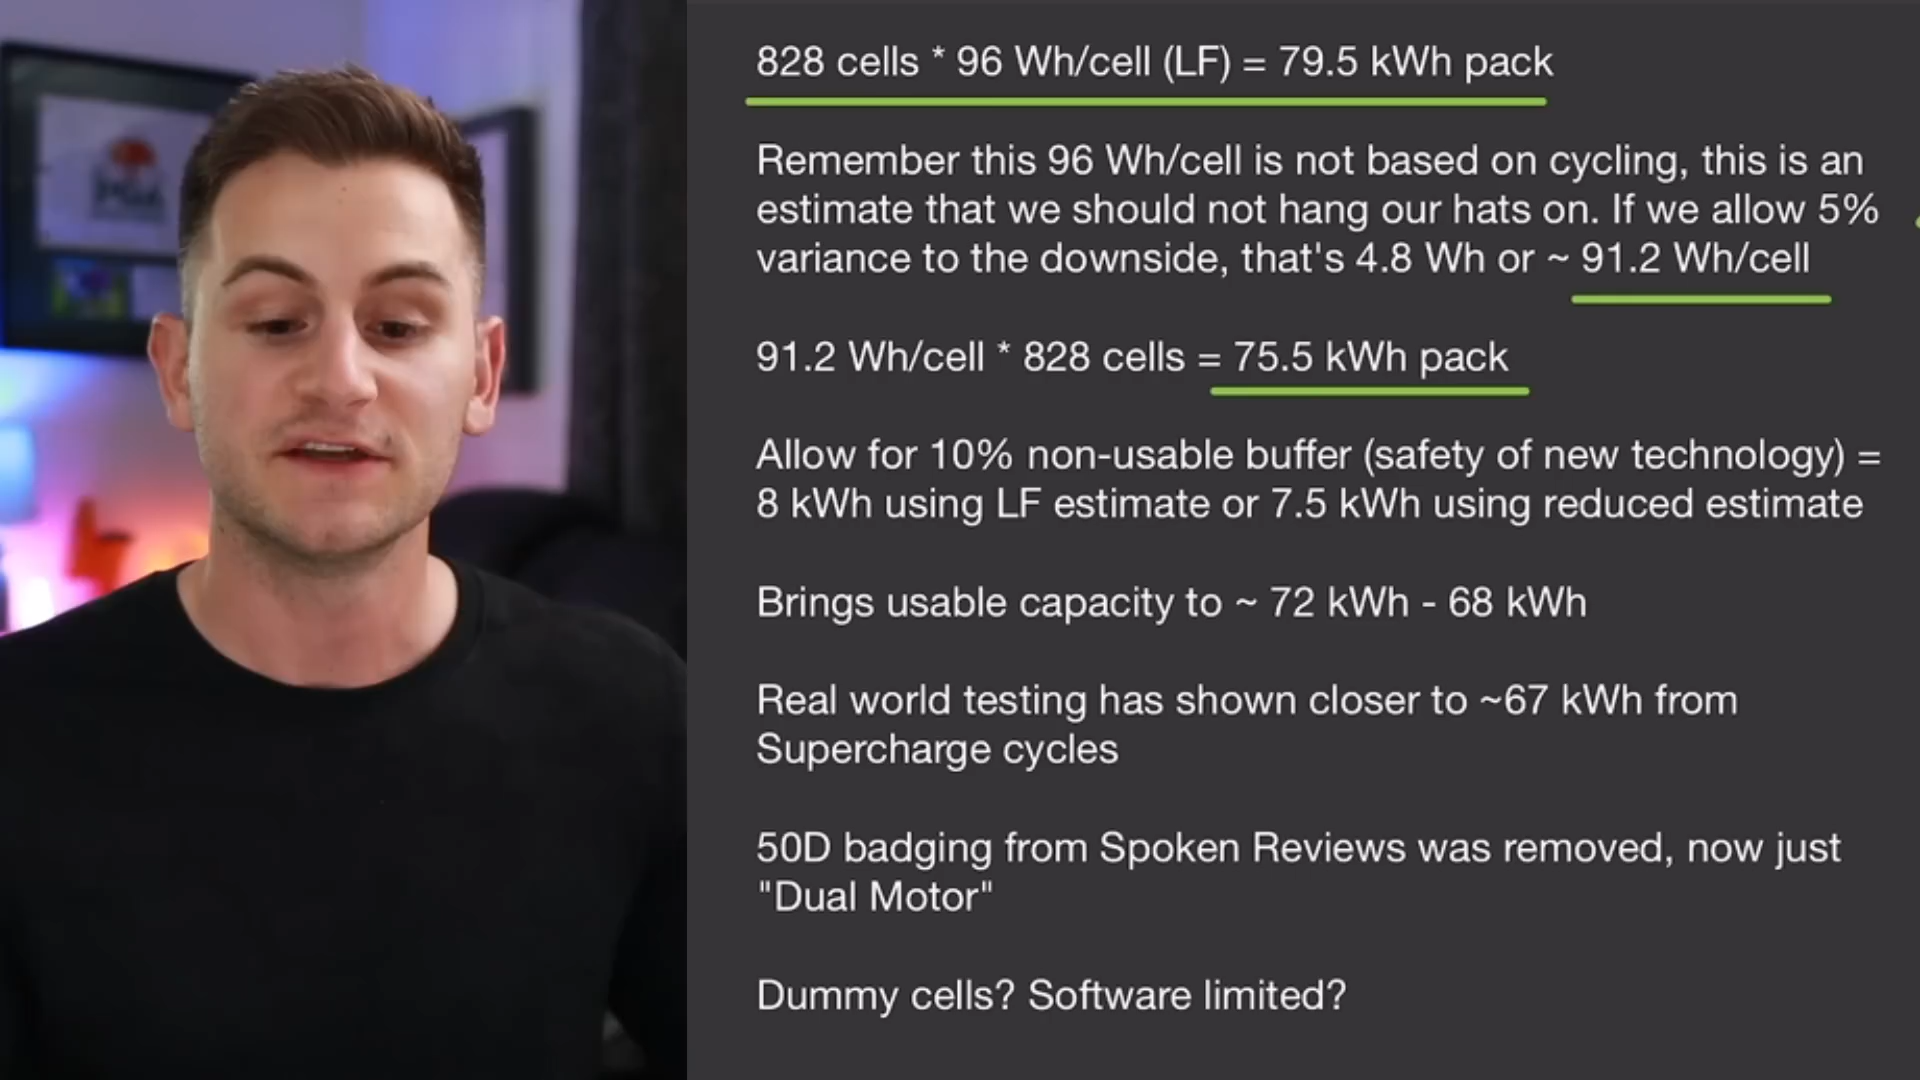 828 cells * 96 Wh/cell (LF) = 79.5 kWh pack
Remember this 96 Wh/cell is not based on cycling, this is an
estimate that we should not hang our hats on. If we allow 5%
variance to the downside, that's 4.8 Wh or ~ 91.2 Wh/cell
91.2 Wh/cell * 828 cells = 75.5 kWh pack
Allow for 10% non-usable buffer (safety of new technology) =
8 kWh using LF estimate or 7.5 kWh using reduced estimate
Brings usable capacity to ~ 72 kWh - 68 kWh
Real world testing has shown closer to ~67 kWh from
Supercharge cycles
50D badging from Spoken Reviews was removed, now just
"Dual Motor"
Dummy cells? Software limited?